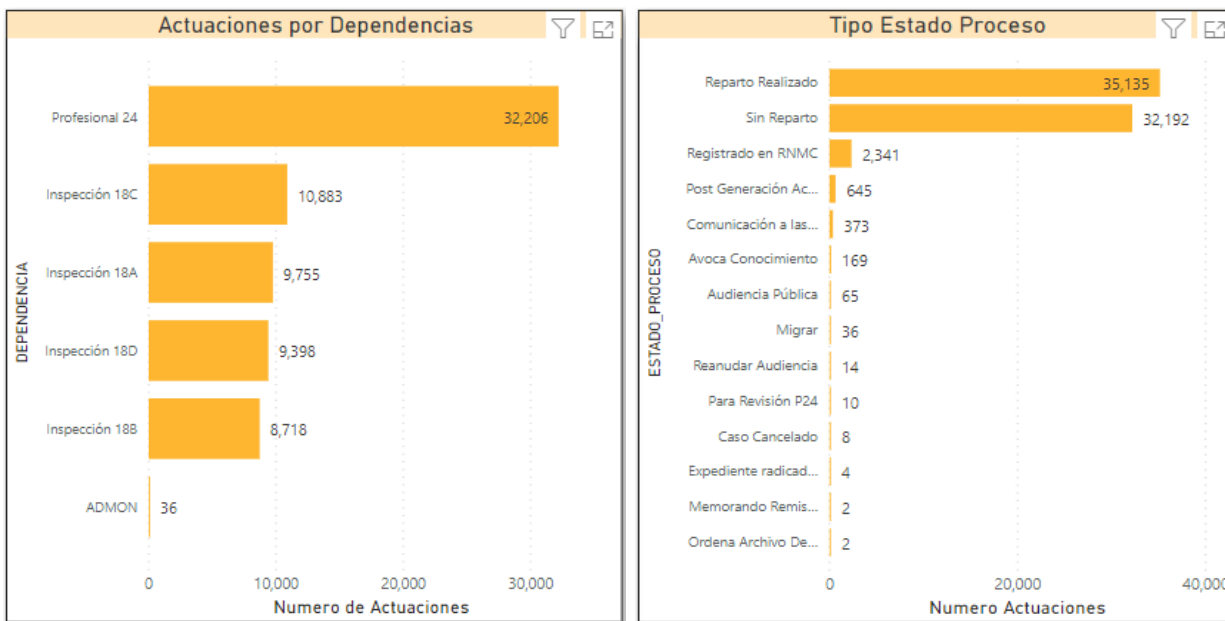 Actuaciones por Dependencias
DEPENDENCIA
Profesional 24
32,206
Inspección 18C
10,883
Inspección 18A
9,755
Inspección 18D
9,398
Inspección 18B
8,718
ADMON
36
0
10,000
20,000
30,000
Numero de Actuaciones
Tipo Estado Proceso
ESTADO_PROCESO
Reparto Realizado
35,135
Sin Reparto
32,192
Registrado en RNMC
2,341
Post Generación Ac...
645
Comunicación a las...
373
Avoca Conocimiento
169
Audiencia Pública
65
Migrar
36
Reanudar Audiencia
14
Para Revisión P24
10
Caso Cancelado
8
Expediente radicad...
4
Memorando Remis...
2
Ordena Archivo De...
2
0
20,000
40,000
Numero Actuaciones